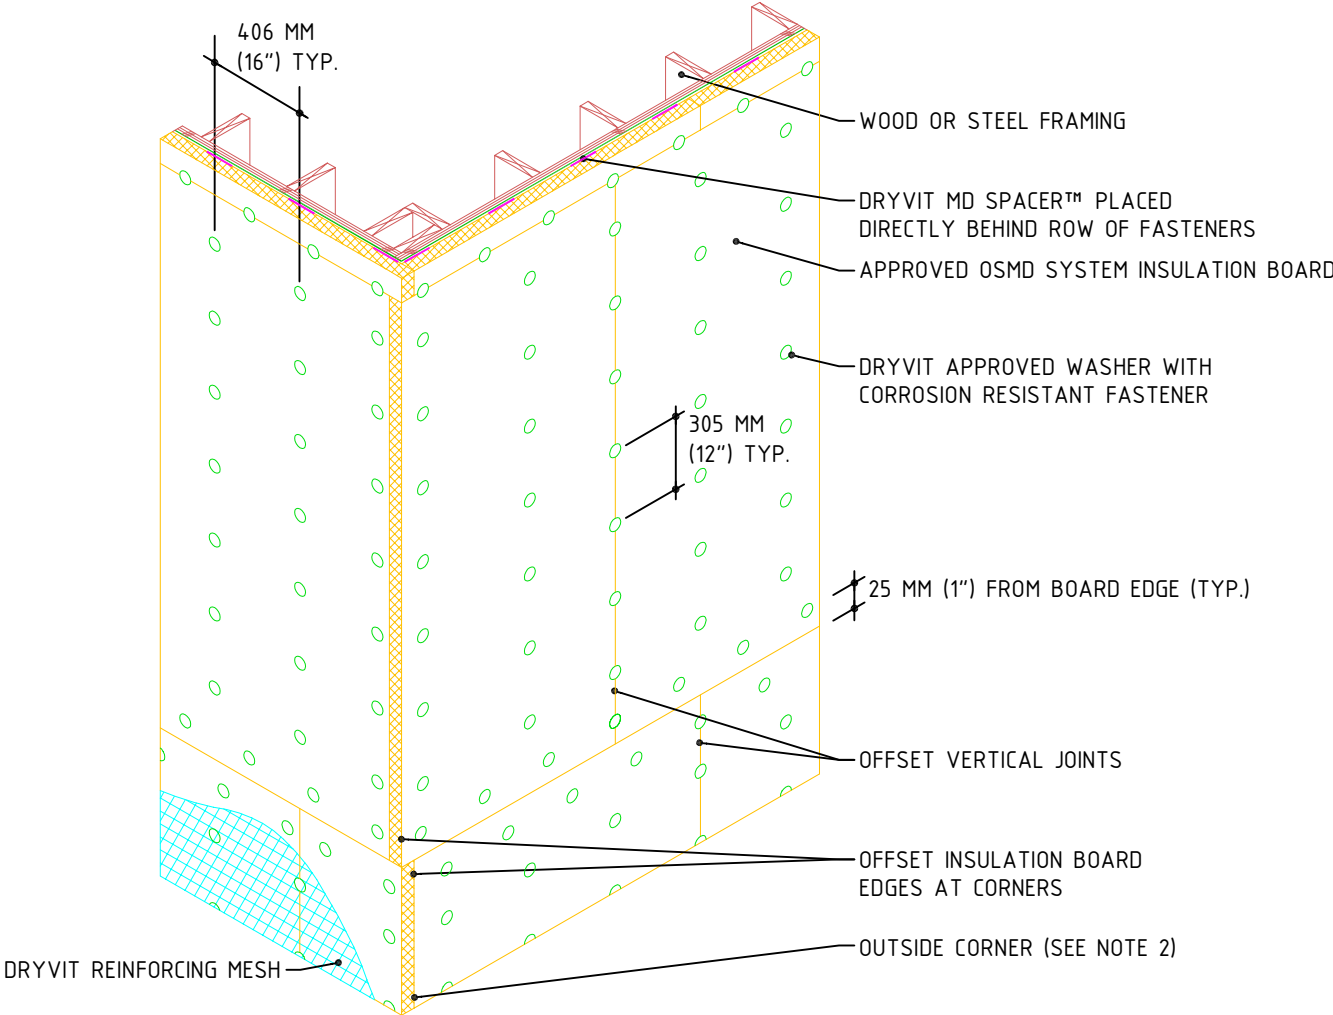 406 MM
(16") TYP.
WOOD OR STEEL FRAMING
DRYVIT MD SPACER™ PLACED
DIRECTLY BEHIND ROW OF FASTENERS
APPROVED OSMD SYSTEM INSULATION BOARD
DRYVIT APPROVED WASHER WITH
CORROSION RESISTANT FASTENER
305 MM
(12") TYP.
25 MM (1") FROM BOARD EDGE (TYP.)
OFFSET VERTICAL JOINTS
OFFSET INSULATION BOARD
EDGES AT CORNERS
OUTSIDE CORNER (SEE NOTE 2)
DRYVIT REINFORCING MESH